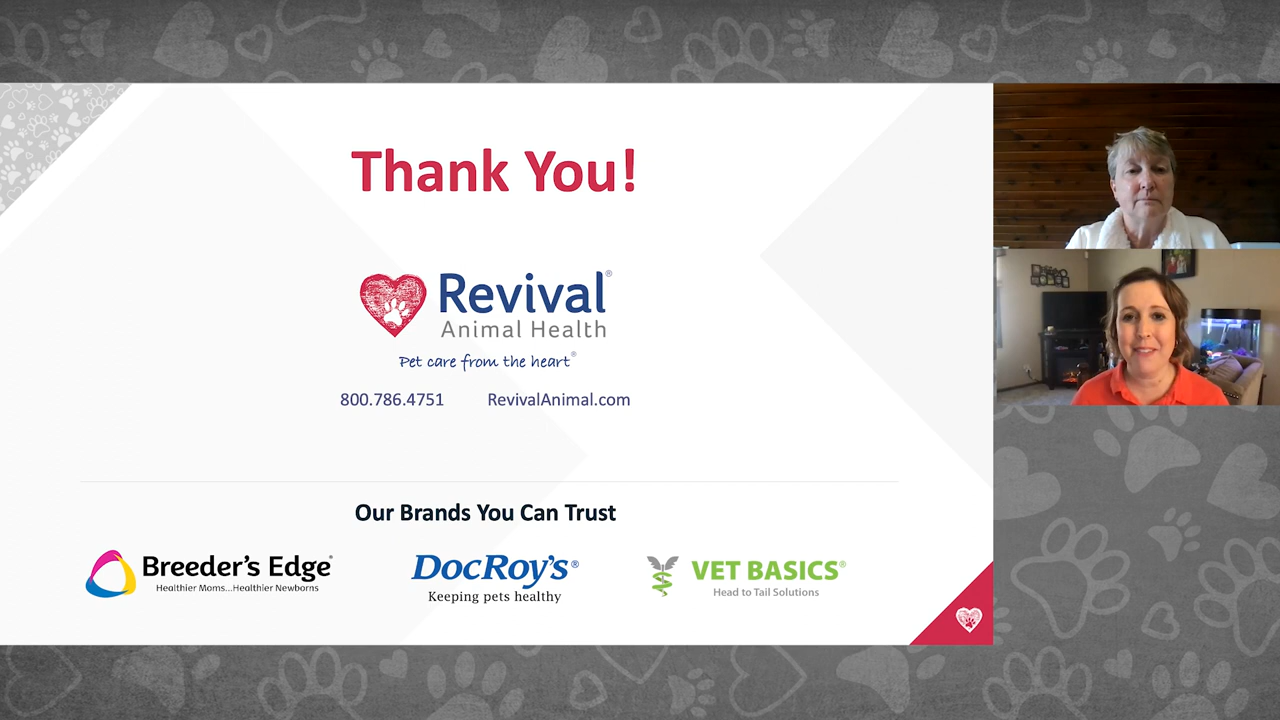 Thank You!
Revival®
Animal Health
Pet care from the heart®
800.786.4751 RevivalAnimal.com
Our Brands You Can Trust
Breeder's Edge®
Healthier Moms...Healthier Newborns
DocRoy's®
Keeping pets healthy
VET BASICS®
Head to Tail Solutions